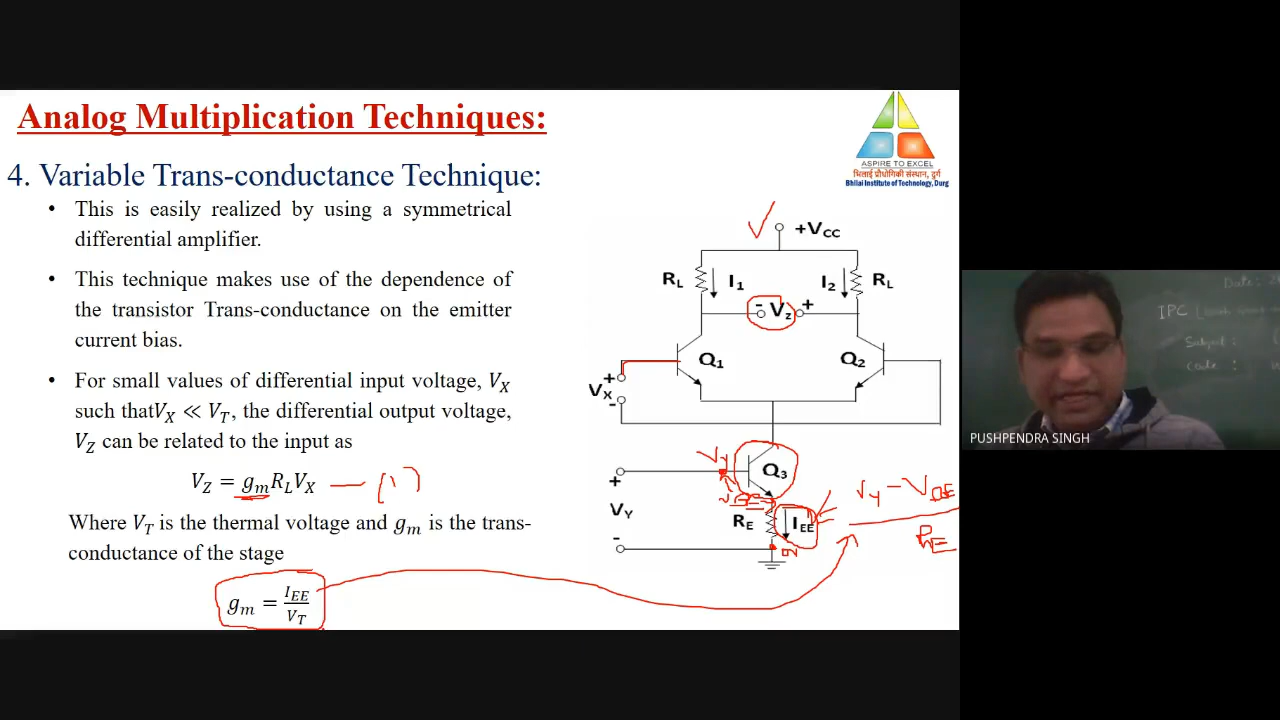 Analog Multiplication Techniques:
ASPIRE TO EXCEL
भिलाई प्रौद्योगिकी संस्थान, दुर्ग
Bhilai Institute of Technology, Durg
4. Variable Trans-conductance Technique:
• This is easily realized by using a symmetrical
differential amplifier.
• This technique makes use of the dependence of
the transistor Trans-conductance on the emitter
current bias.
• For small values of differential input voltage, V_X
such thatV_X ≪ V_T, the differential output voltage,
V_Z can be related to the input as
V_Z = g_m R_L V_X — (1)
Where V_T is the thermal voltage and g_m is the trans-
conductance of the stage
g_m = I_EE / V_T
+V_CC
R_L I_1 I_2 R_L
- V_z +
Q_1 Q_2
+
V_X
-
V_y
Q_3
+
V_Y
R_E I_EE
-
V_y - V_BE
R_E
Date:
IPC
Subject :
Code :
PUSHPENDRA SINGH